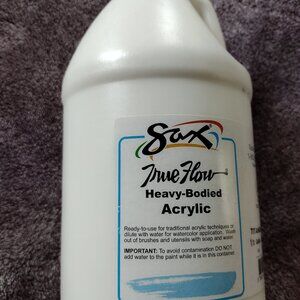 Sax
True Flow
Heavy-Bodied
Acrylic
Ready-to-use for traditional acrylic techniques or
dilute with water for watercolor application. Wash
out of brushes and utensils with soap and water.
IMPORTANT: To avoid contamination DO NOT
add water to the paint while it is in this container.